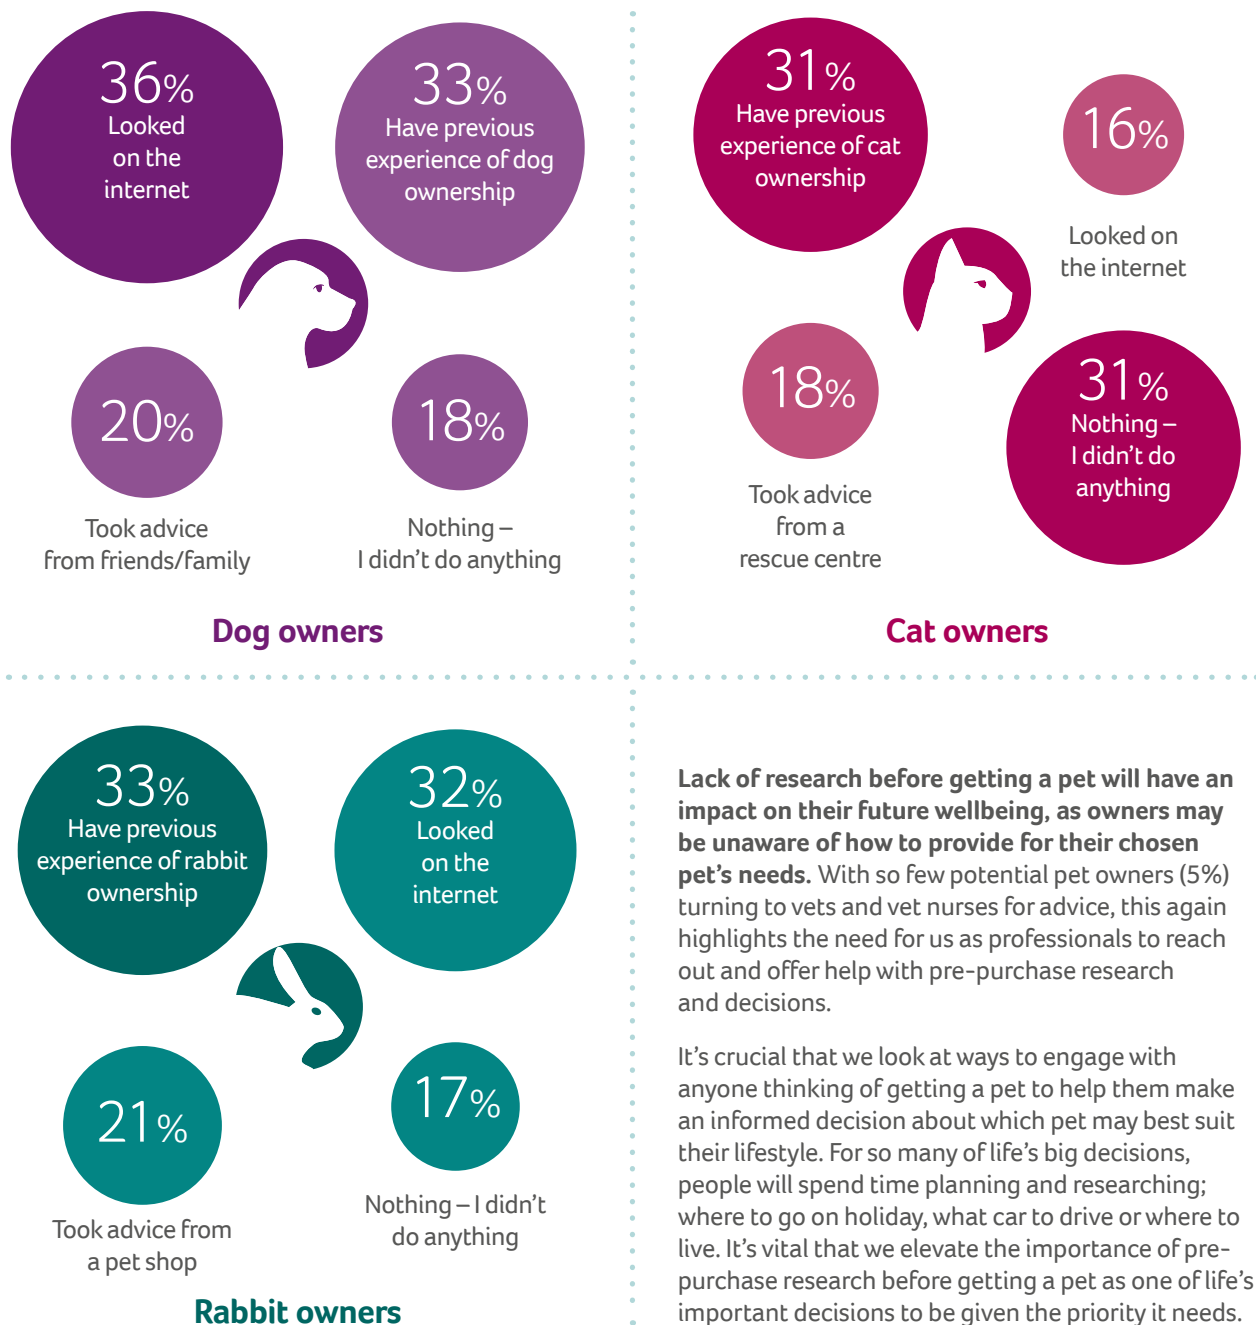 36%
Looked
on the
internet
33%
Have previous
experience of dog
ownership
20%
Took advice
from friends/family
18%
Nothing –
I didn't do anything
Dog owners
31%
Have previous
experience of cat
ownership
16%
Looked on
the internet
18%
Took advice
from a
rescue centre
31%
Nothing –
I didn't do
anything
Cat owners
33%
Have previous
experience of rabbit
ownership
32%
Looked
on the
internet
21%
Took advice from
a pet shop
17%
Nothing – I didn't
do anything
Rabbit owners
Lack of research before getting a pet will have an
impact on their future wellbeing, as owners may
be unaware of how to provide for their chosen
pet's needs. With so few potential pet owners (5%)
turning to vets and vet nurses for advice, this again
highlights the need for us as professionals to reach
out and offer help with pre-purchase research
and decisions.
It's crucial that we look at ways to engage with
anyone thinking of getting a pet to help them make
an informed decision about which pet may best suit
their lifestyle. For so many of life's big decisions,
people will spend time planning and researching;
where to go on holiday, what car to drive or where to
live. It's vital that we elevate the importance of pre-
purchase research before getting a pet as one of life's
important decisions to be given the priority it needs.